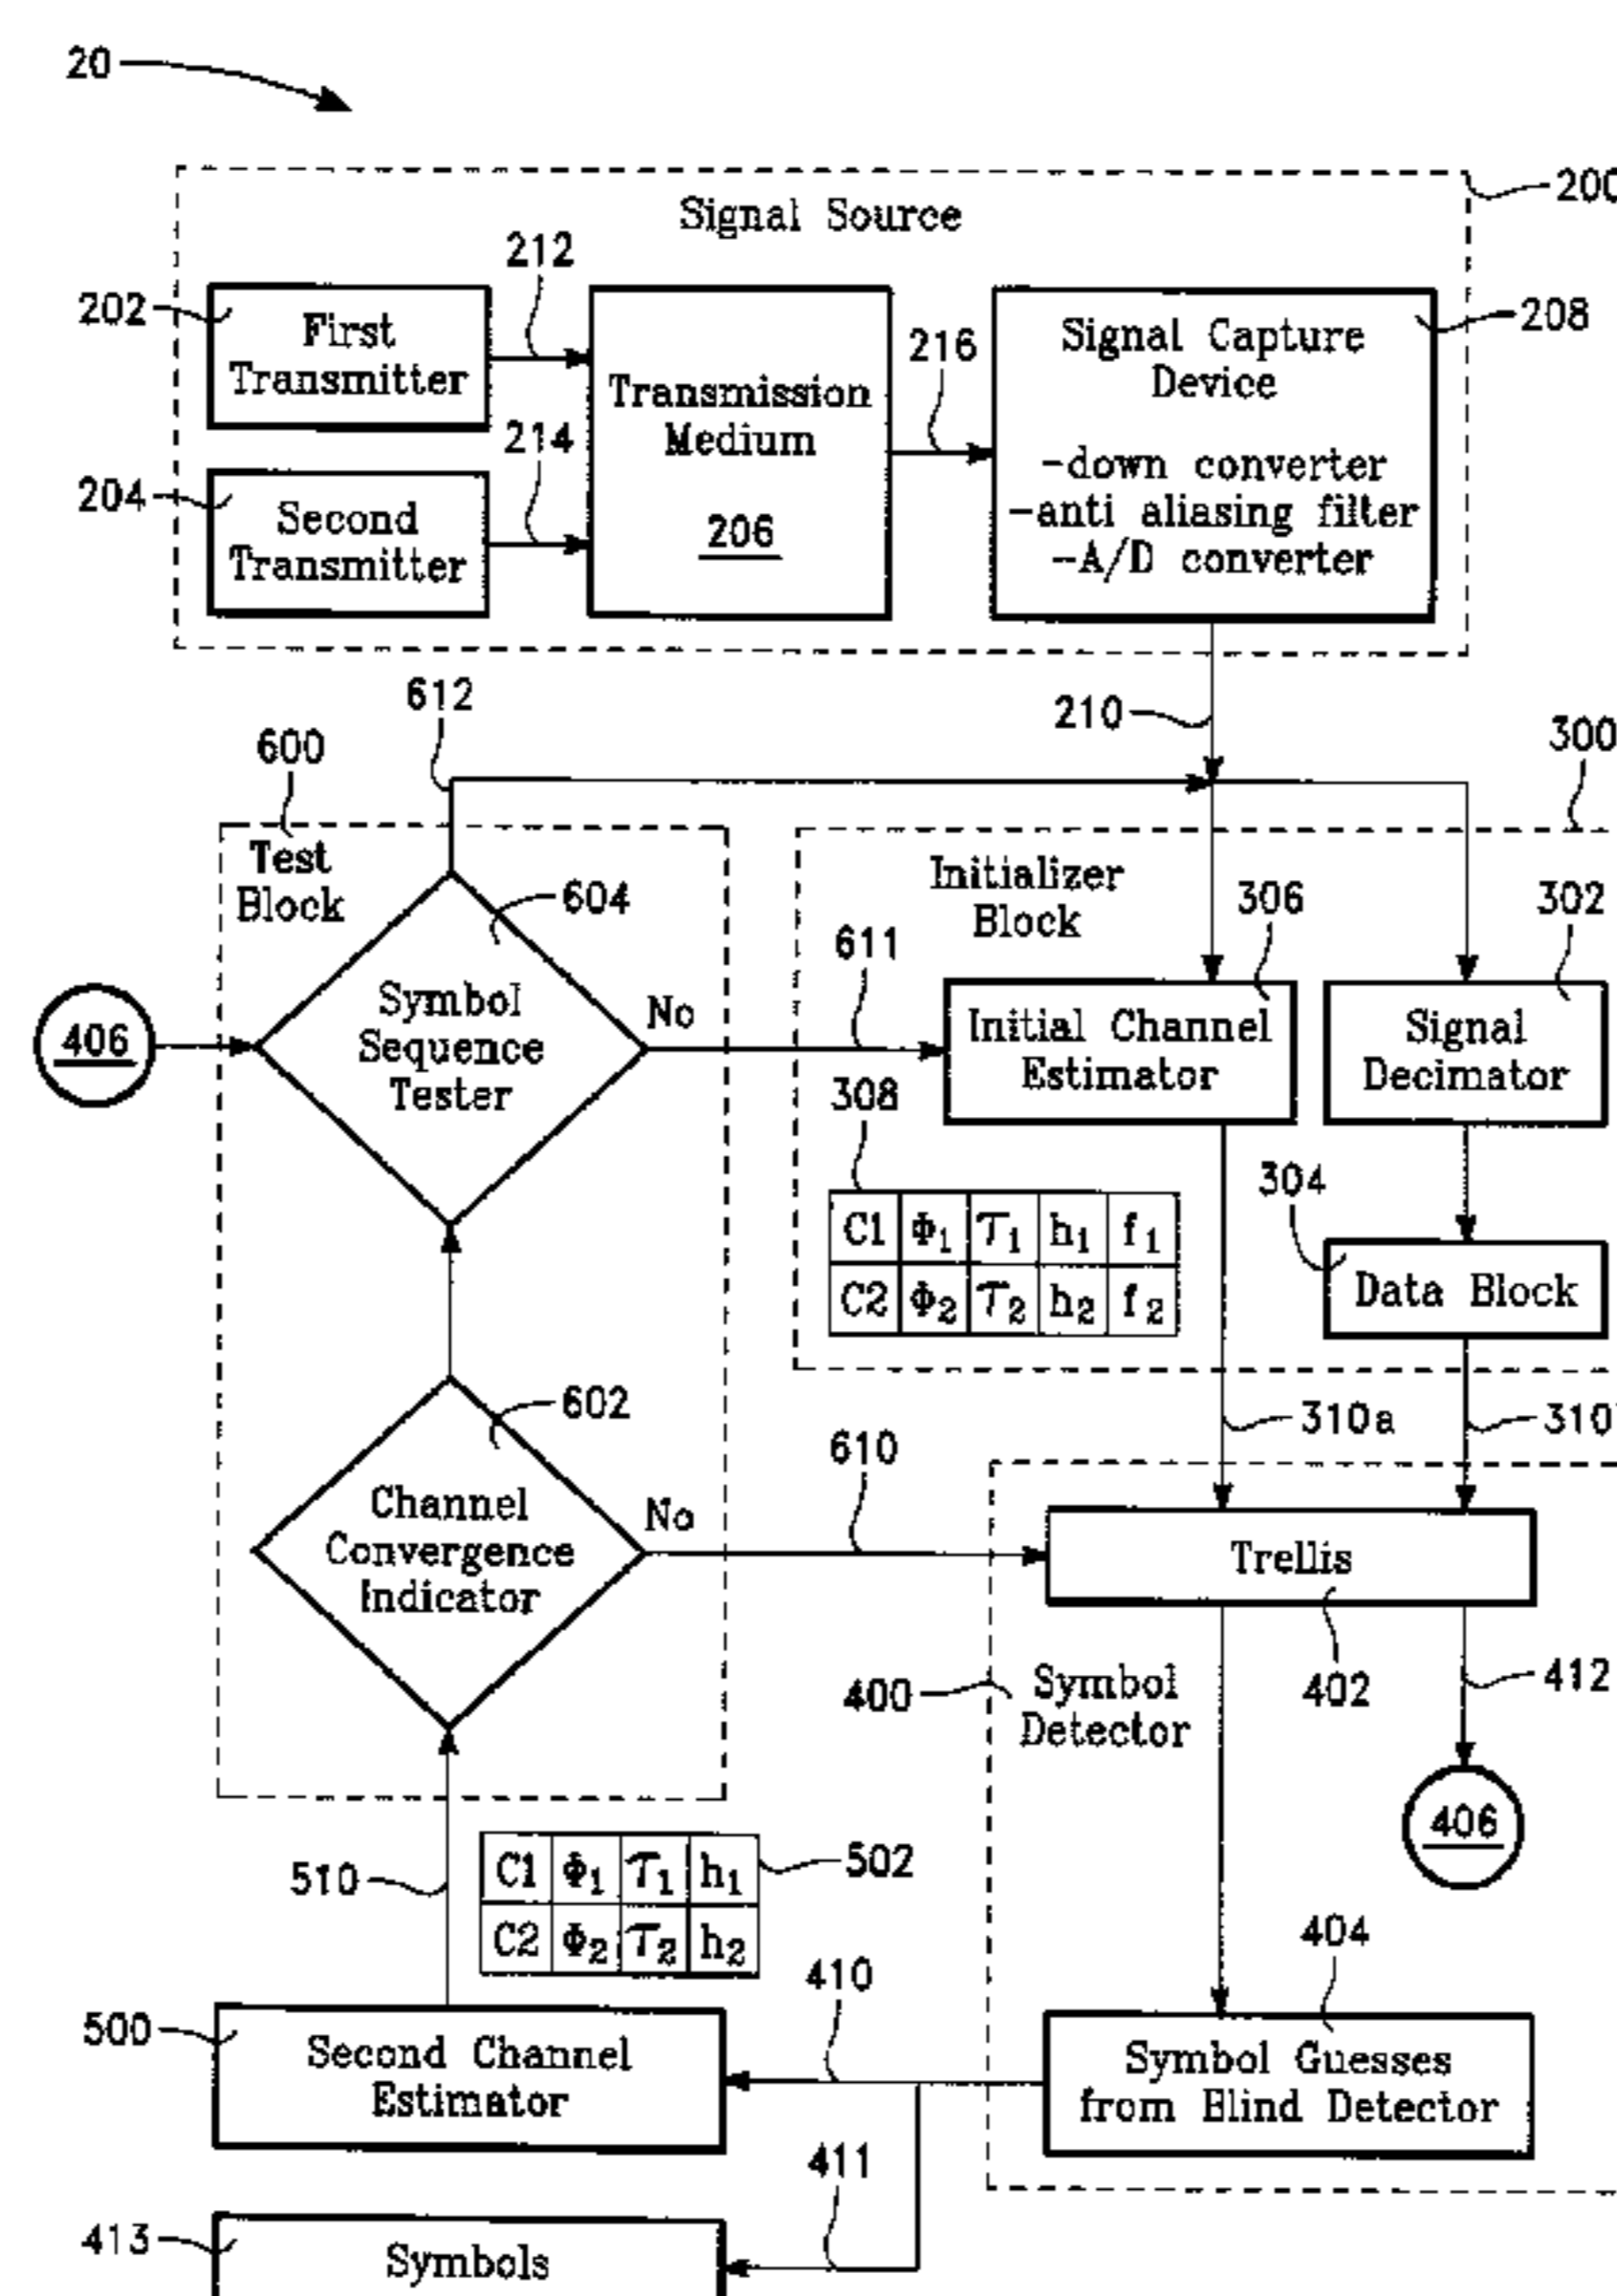 20
200
Signal Source
212
202
First
Transmitter
214
204
Second
Transmitter
Transmission
Medium
206
216
Signal Capture
Device
-down converter
-anti aliasing filter
-A/D converter
208
612
210
600
300
Test
Block
604
Initializer
Block
306
302
611
406
Symbol
Sequence
Tester
No
Initial Channel
Estimator
Signal
Decimator
308
304
C1 Φ1 τ1 h1 f1
C2 Φ2 τ2 h2 f2
Data Block
602
310a
310
610
Channel
Convergence
Indicator
No
Trellis
400
Symbol
Detector
402
412
406
510
C1 Φ1 τ1 h1
C2 Φ2 τ2 h2
502
404
410
500
Second Channel
Estimator
Symbol Guesses
from Blind Detector
411
413
Symbols